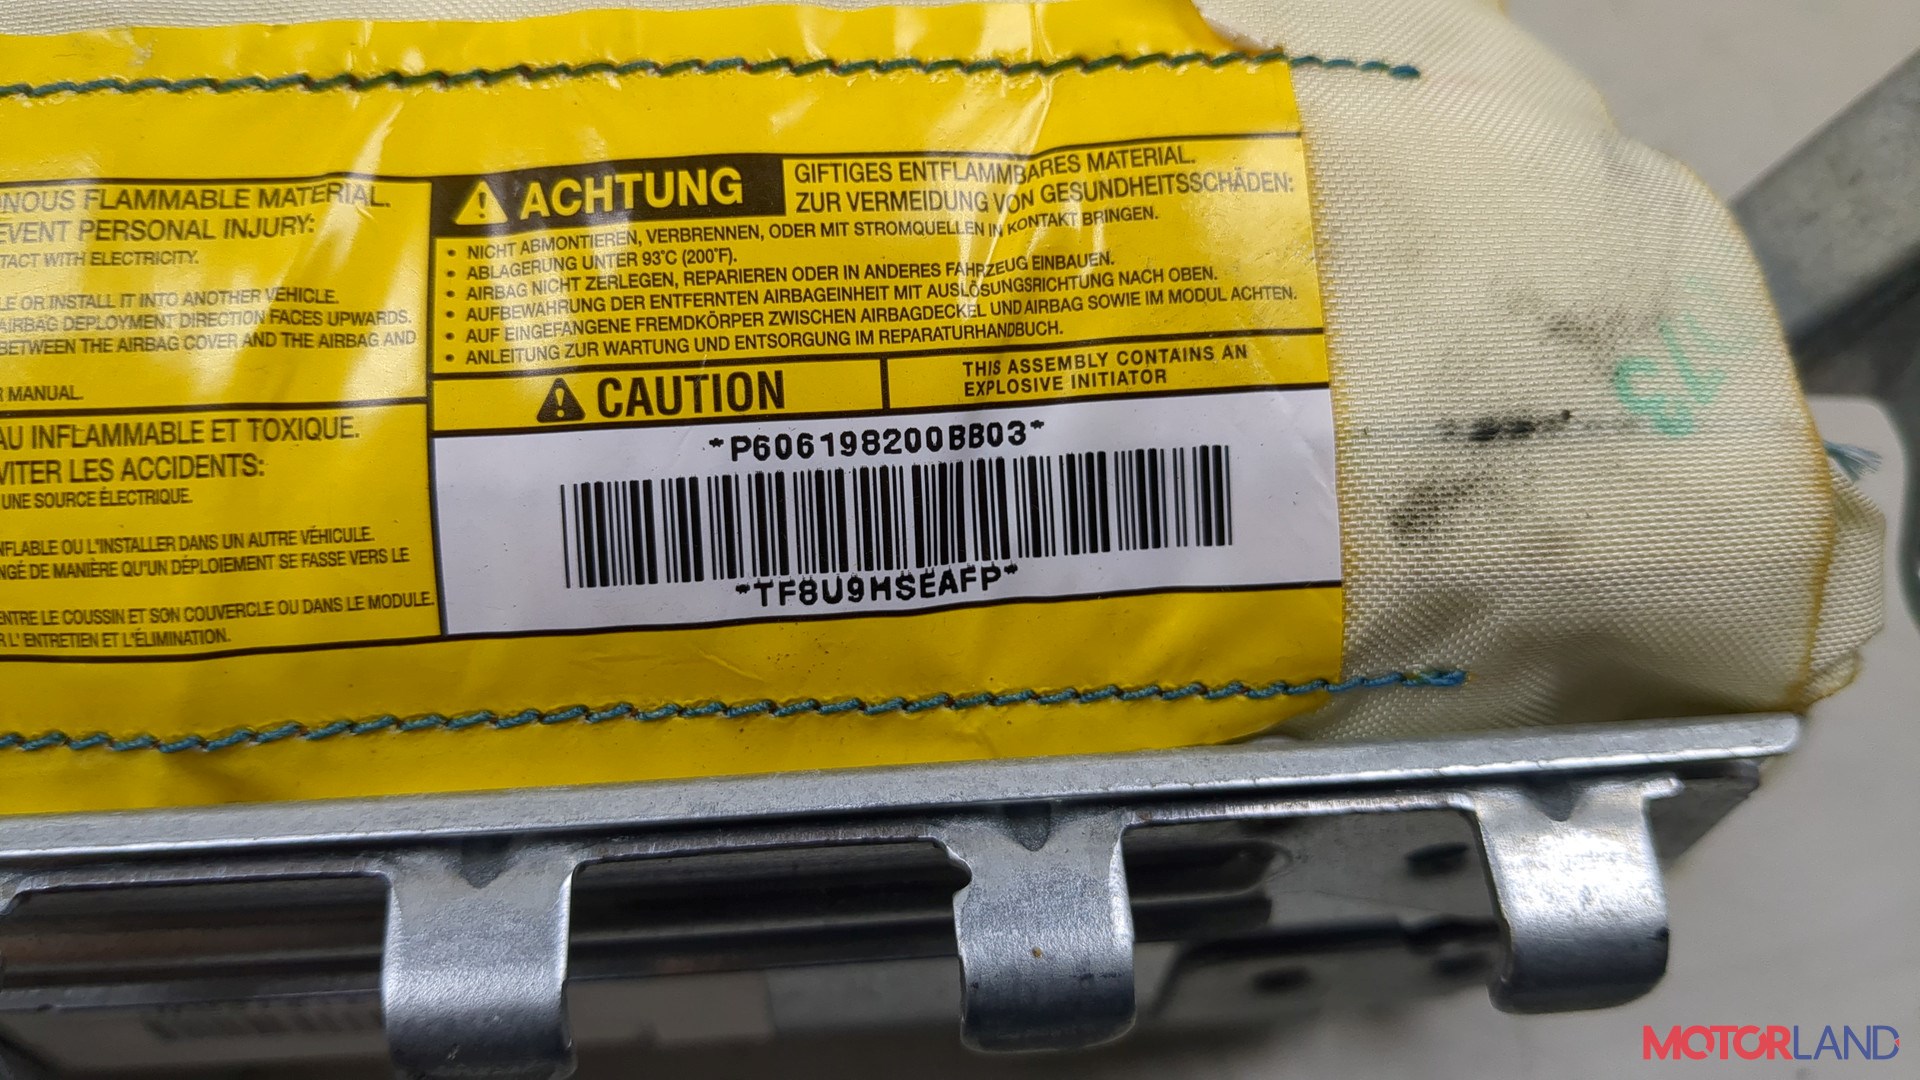 NOUS FLAMMABLE MATERIAL.
EVENT PERSONAL INJURY:
TACT WITH ELECTRICITY.
LE OR INSTALL IT INTO ANOTHER VEHICLE.
AIRBAG DEPLOYMENT DIRECTION FACES UPWARDS.
BETWEEN THE AIRBAG COVER AND THE AIRBAG AND
R MANUAL.
AU INFLAMMABLE ET TOXIQUE.
VITER LES ACCIDENTS:
UNE SOURCE ÉLECTRIQUE.
NFLABLE OU L'INSTALLER DANS UN AUTRE VÉHICULE.
NGÉ DE MANIÈRE QU'UN DÉPLOIEMENT SE FASSE VERS LE
ENTRE LE COUSSIN ET SON COUVERCLE OU DANS LE MODULE.
R L' ENTRETIEN ET L'ÉLIMINATION.
ACHTUNG
GIFTIGES ENTFLAMMBARES MATERIAL.
ZUR VERMEIDUNG VON GESUNDHEITSSCHÄDEN:
• NICHT ABMONTIEREN, VERBRENNEN, ODER MIT STROMQUELLEN IN KONTAKT BRINGEN.
• ABLAGERUNG UNTER 93°C (200°F).
• AIRBAG NICHT ZERLEGEN, REPARIEREN ODER IN ANDERES FAHRZEUG EINBAUEN.
• AUFBEWAHRUNG DER ENTFERNTEN AIRBAGEINHEIT MIT AUSLÖSUNGSRICHTUNG NACH OBEN.
• AUF EINGEFANGENE FREMDKÖRPER ZWISCHEN AIRBAGDECKEL UND AIRBAG SOWIE IM MODUL ACHTEN.
• ANLEITUNG ZUR WARTUNG UND ENTSORGUNG IM REPARATURHANDBUCH.
CAUTION
THIS ASSEMBLY CONTAINS AN
EXPLOSIVE INITIATOR
*P606198200BB03*
*TF8U9HSEAFP*
MOTORLAND